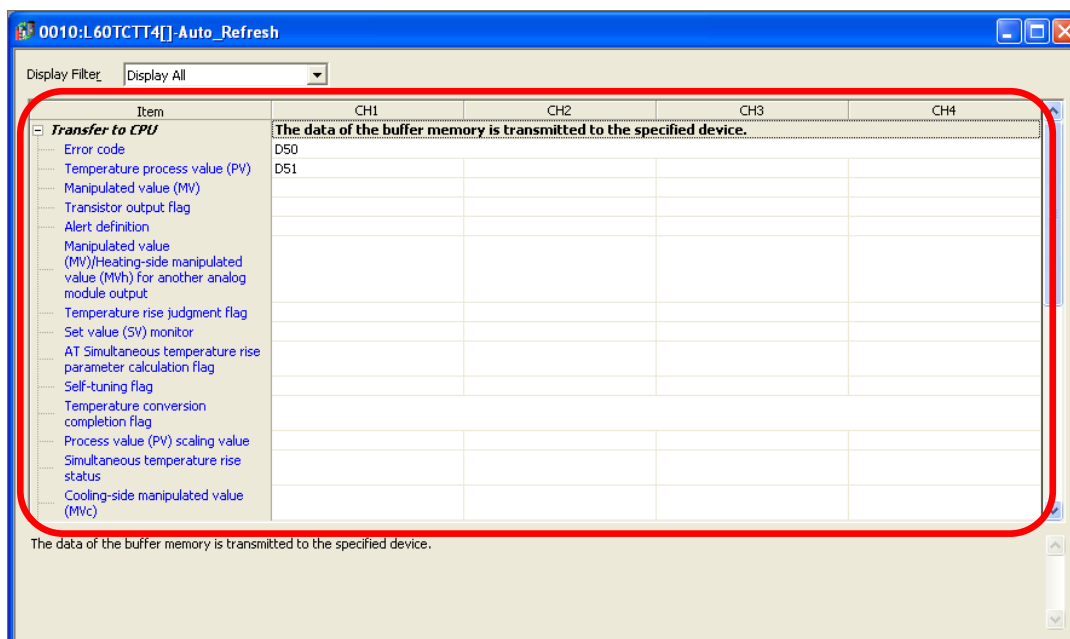 0010:L60TCTT4[]-Auto_Refresh
Display Filter Display All
Item CH1 CH2 CH3 CH4
Transfer to CPU The data of the buffer memory is transmitted to the specified device.
Error code D50
Temperature process value (PV) D51
Manipulated value (MV)
Transistor output flag
Alert definition
Manipulated value
(MV)/Heating-side manipulated
value (MVh) for another analog
module output
Temperature rise judgment flag
Set value (SV) monitor
AT Simultaneous temperature rise
parameter calculation flag
Self-tuning flag
Temperature conversion
completion flag
Process value (PV) scaling value
Simultaneous temperature rise
status
Cooling-side manipulated value
(MVc)
The data of the buffer memory is transmitted to the specified device.